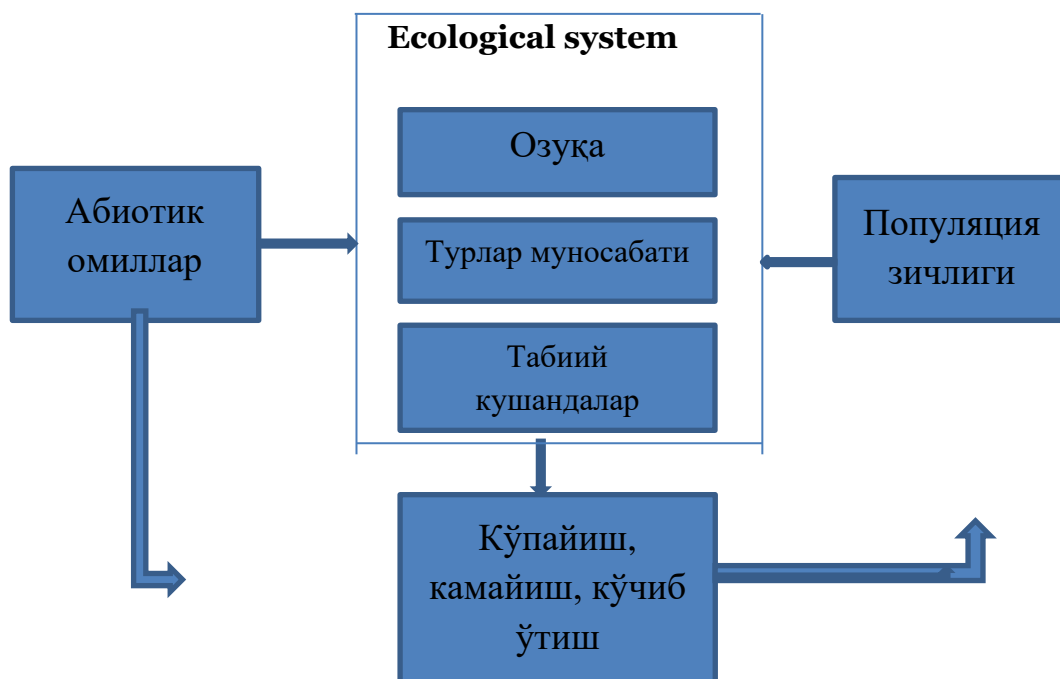 Ecological system
Озуқа
Абиотик
омиллар
Турлар муносабати
Популяция
зичлиги
Табиий
кушандалар
Кўпайиш,
камайиш, кўчиб
ўтиш